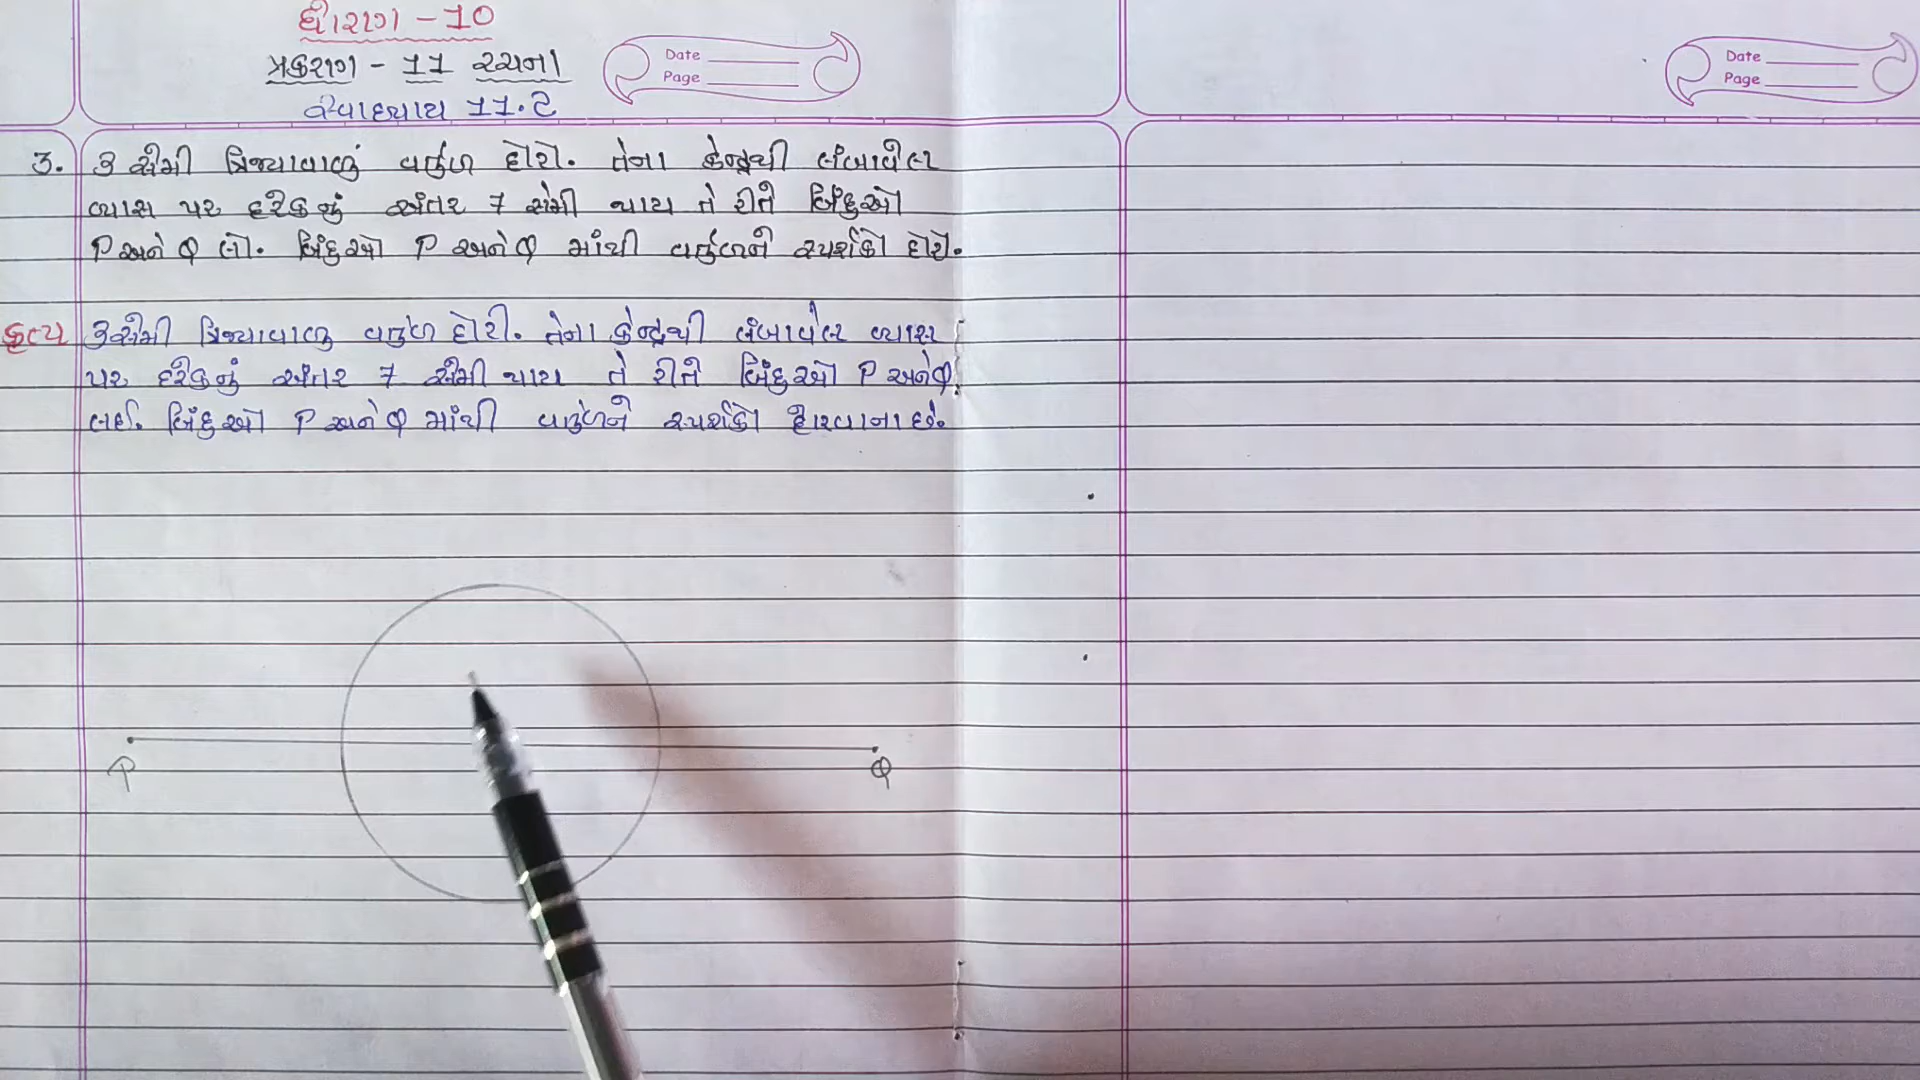 ધોરણ - 10
પ્રકરણ - 11 રચના
સ્વાધ્યાય 11.2
Date
Page
Date
Page
3. 3 સેમી ત્રિજ્યાવાળું વર્તુળ દોરો. તેના કેન્દ્રથી લંબાવેલ
વ્યાસ પર દરેકનું અંતર 7 સેમી થાય તે રીતે બિંદુઓ
P અને Q લો. બિંદુઓ P અને Q માંથી વર્તુળને સ્પર્શકો દોરો.
કૃત્ય 3 સેમી ત્રિજ્યાવાળુ વર્તુળ દોરી. તેના કેન્દ્રથી લંબાવેલ વ્યાસ
પર દરેકનું અંતર 7 સેમી થાય તે રીતે બિંદુઓ P અને Q
લઈ. બિંદુઓ P અને Q માંથી વર્તુળને સ્પર્શકો દોરવાના છે.
P
Q